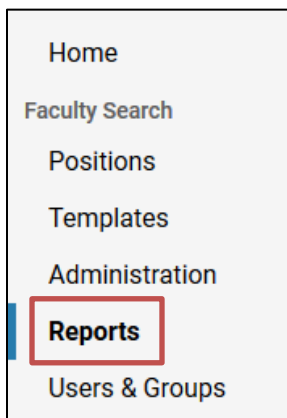 Home
Faculty Search
Positions
Templates
Administration
Reports
Users & Groups